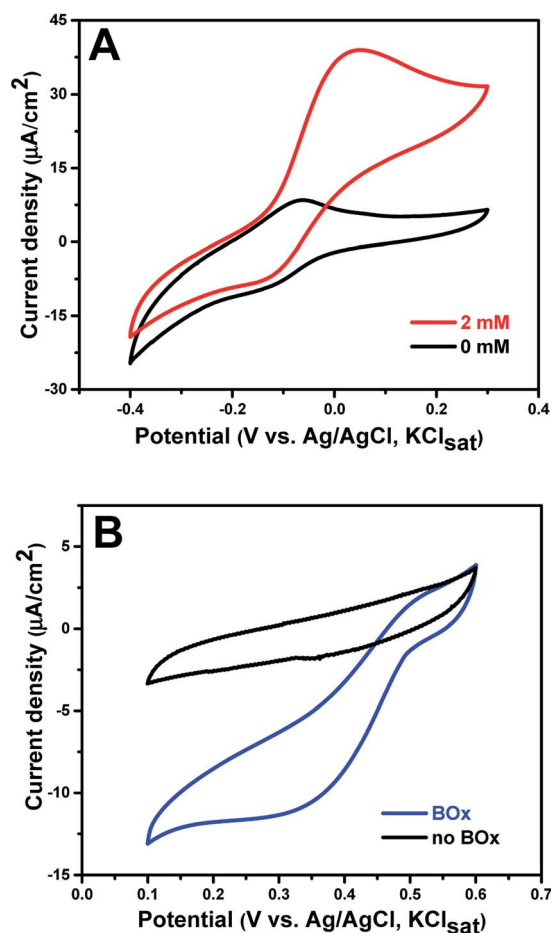 A
Current density (μA/cm²)
45
30
15
0
-15
-30
2 mM
0 mM
-0.4
-0.2
0.0
0.2
0.4
Potential (V vs. Ag/AgCl, KClsat)
B
Current density (μA/cm²)
5
0
-5
-10
-15
BOx
no BOx
0.0
0.1
0.2
0.3
0.4
0.5
0.6
0.7
Potential (V vs. Ag/AgCl, KClsat)